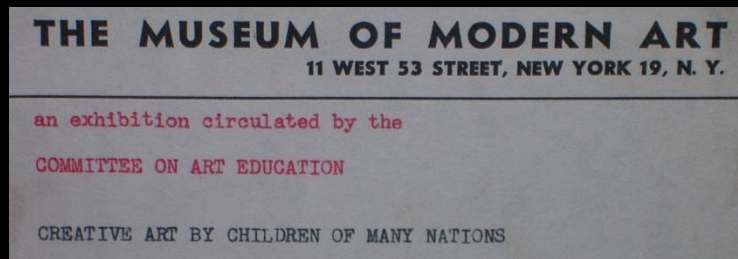 THE MUSEUM OF MODERN ART
11 WEST 53 STREET, NEW YORK 19, N. Y.
an exhibition circulated by the
COMMITTEE ON ART EDUCATION
CREATIVE ART BY CHILDREN OF MANY NATIONS